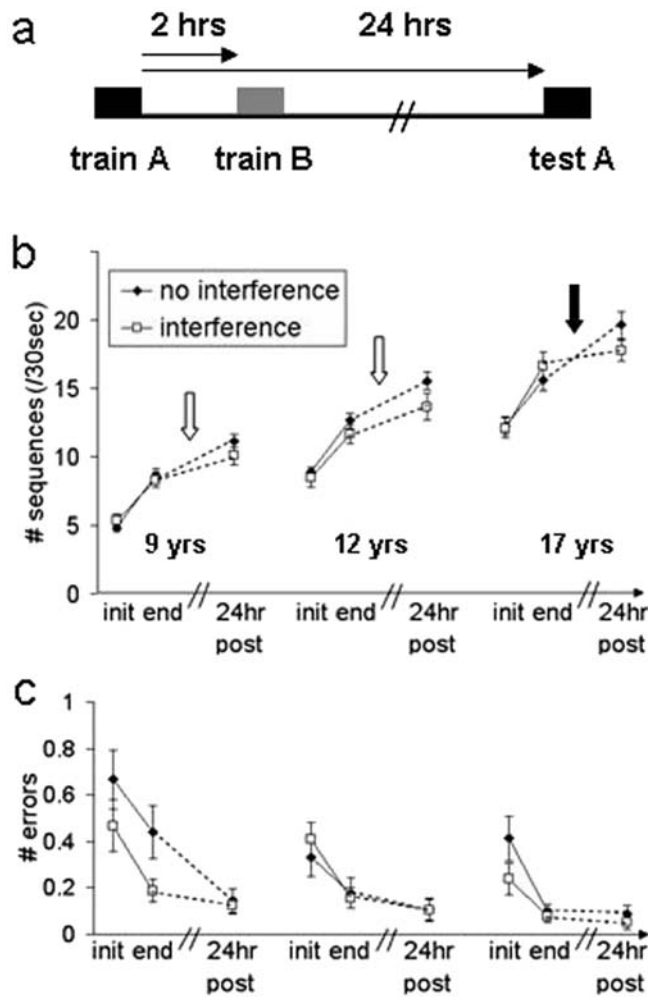 a
2 hrs 24 hrs
train A train B test A
b
no interference
interference
# sequences (/30sec)
20
15
10
5
0
9 yrs 12 yrs 17 yrs
init end 24hr init end 24hr init end 24hr
post post post
c
# errors
1
0.8
0.6
0.4
0.2
0
init end 24hr init end 24hr init end 24hr
post post post